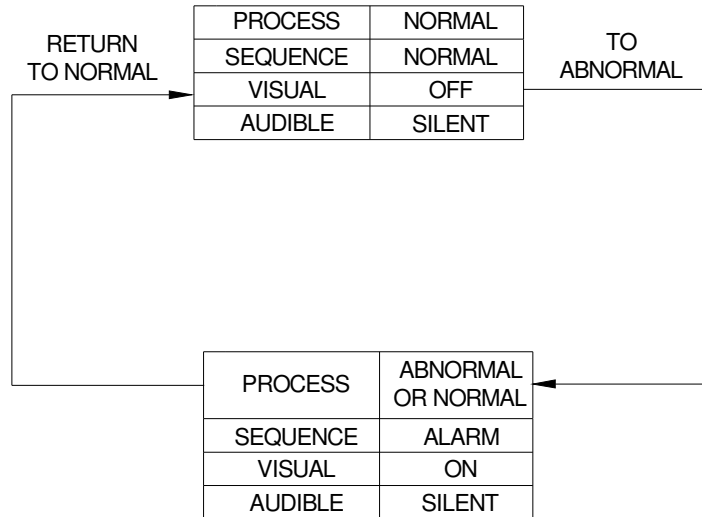 RETURN
TO NORMAL
PROCESS NORMAL
SEQUENCE NORMAL
VISUAL OFF
AUDIBLE SILENT
TO
ABNORMAL
PROCESS ABNORMAL
OR NORMAL
SEQUENCE ALARM
VISUAL ON
AUDIBLE SILENT